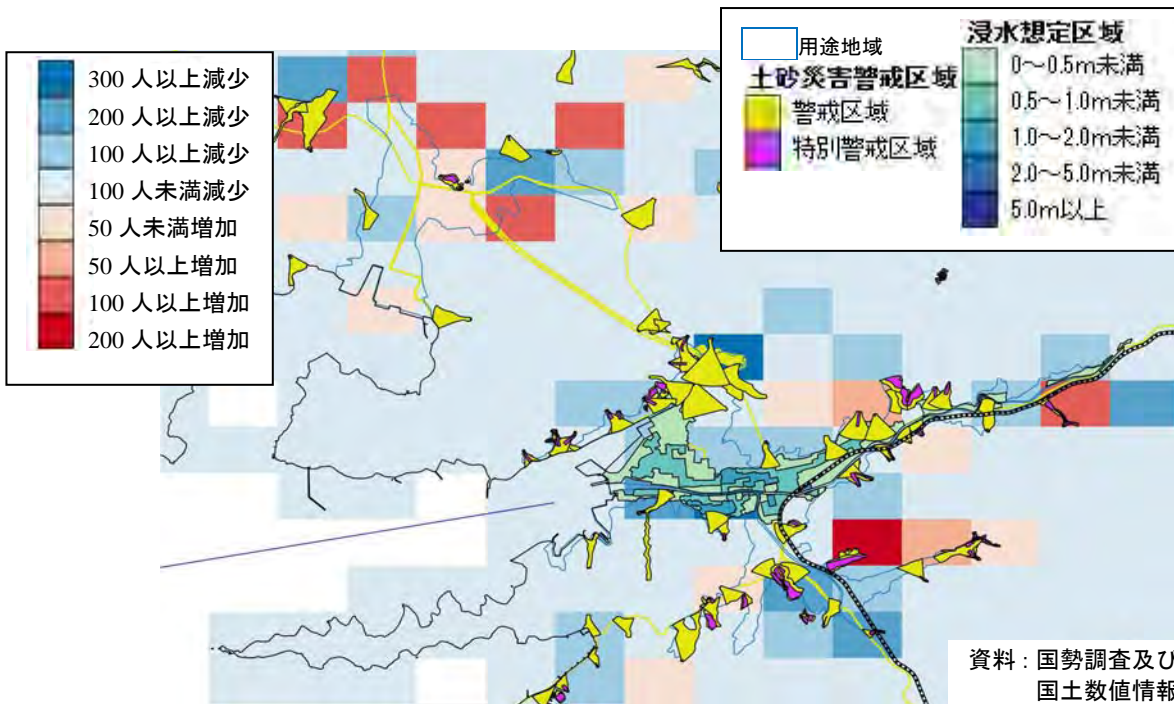 300 人以上減少
200 人以上減少
100 人以上減少
100 人未満減少
50 人未満増加
50 人以上増加
100 人以上増加
200 人以上増加
用途地域
土砂災害警戒区域
警戒区域
特別警戒区域
浸水想定区域
0～0.5m未満
0.5～1.0m未満
1.0～2.0m未満
2.0～5.0m未満
5.0m以上
資料：国勢調査及び
国土数値情報